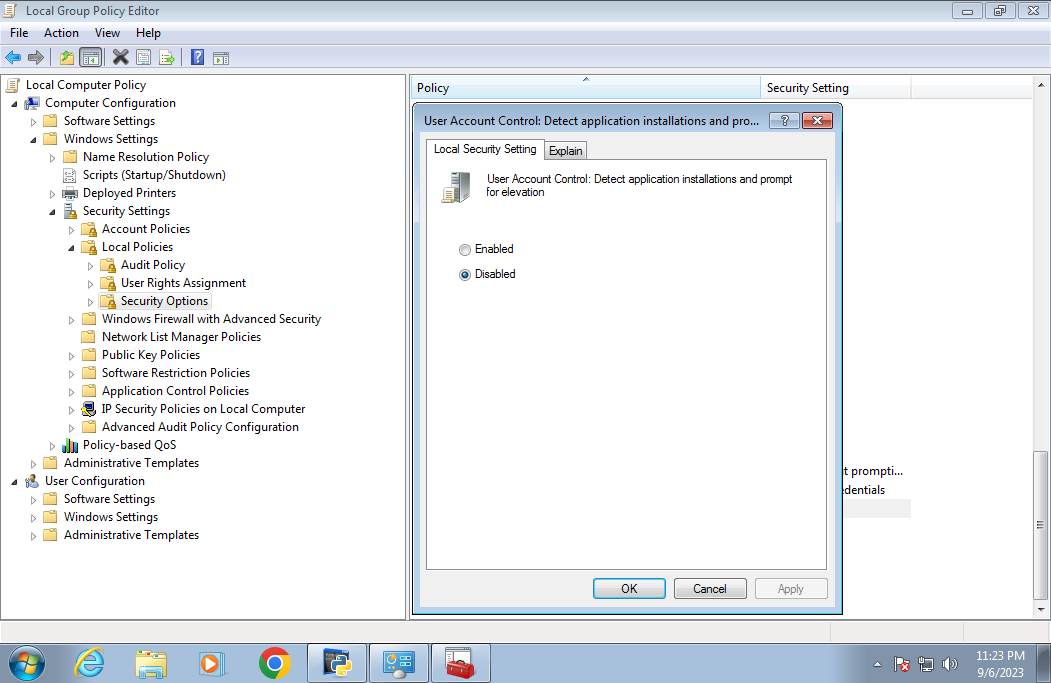 Local Group Policy Editor
File Action View Help
Local Computer Policy
Computer Configuration
Software Settings
Windows Settings
Name Resolution Policy
Scripts (Startup/Shutdown)
Deployed Printers
Security Settings
Account Policies
Local Policies
Audit Policy
User Rights Assignment
Security Options
Windows Firewall with Advanced Security
Network List Manager Policies
Public Key Policies
Software Restriction Policies
Application Control Policies
IP Security Policies on Local Computer
Advanced Audit Policy Configuration
Policy-based QoS
Administrative Templates
User Configuration
Software Settings
Windows Settings
Administrative Templates
Policy Security Setting
User Account Control: Detect application installations and pro...
Local Security Setting Explain
User Account Control: Detect application installations and prompt
for elevation
Enabled
Disabled
t prompti...
edentials
OK Cancel Apply
11:23 PM
9/6/2023